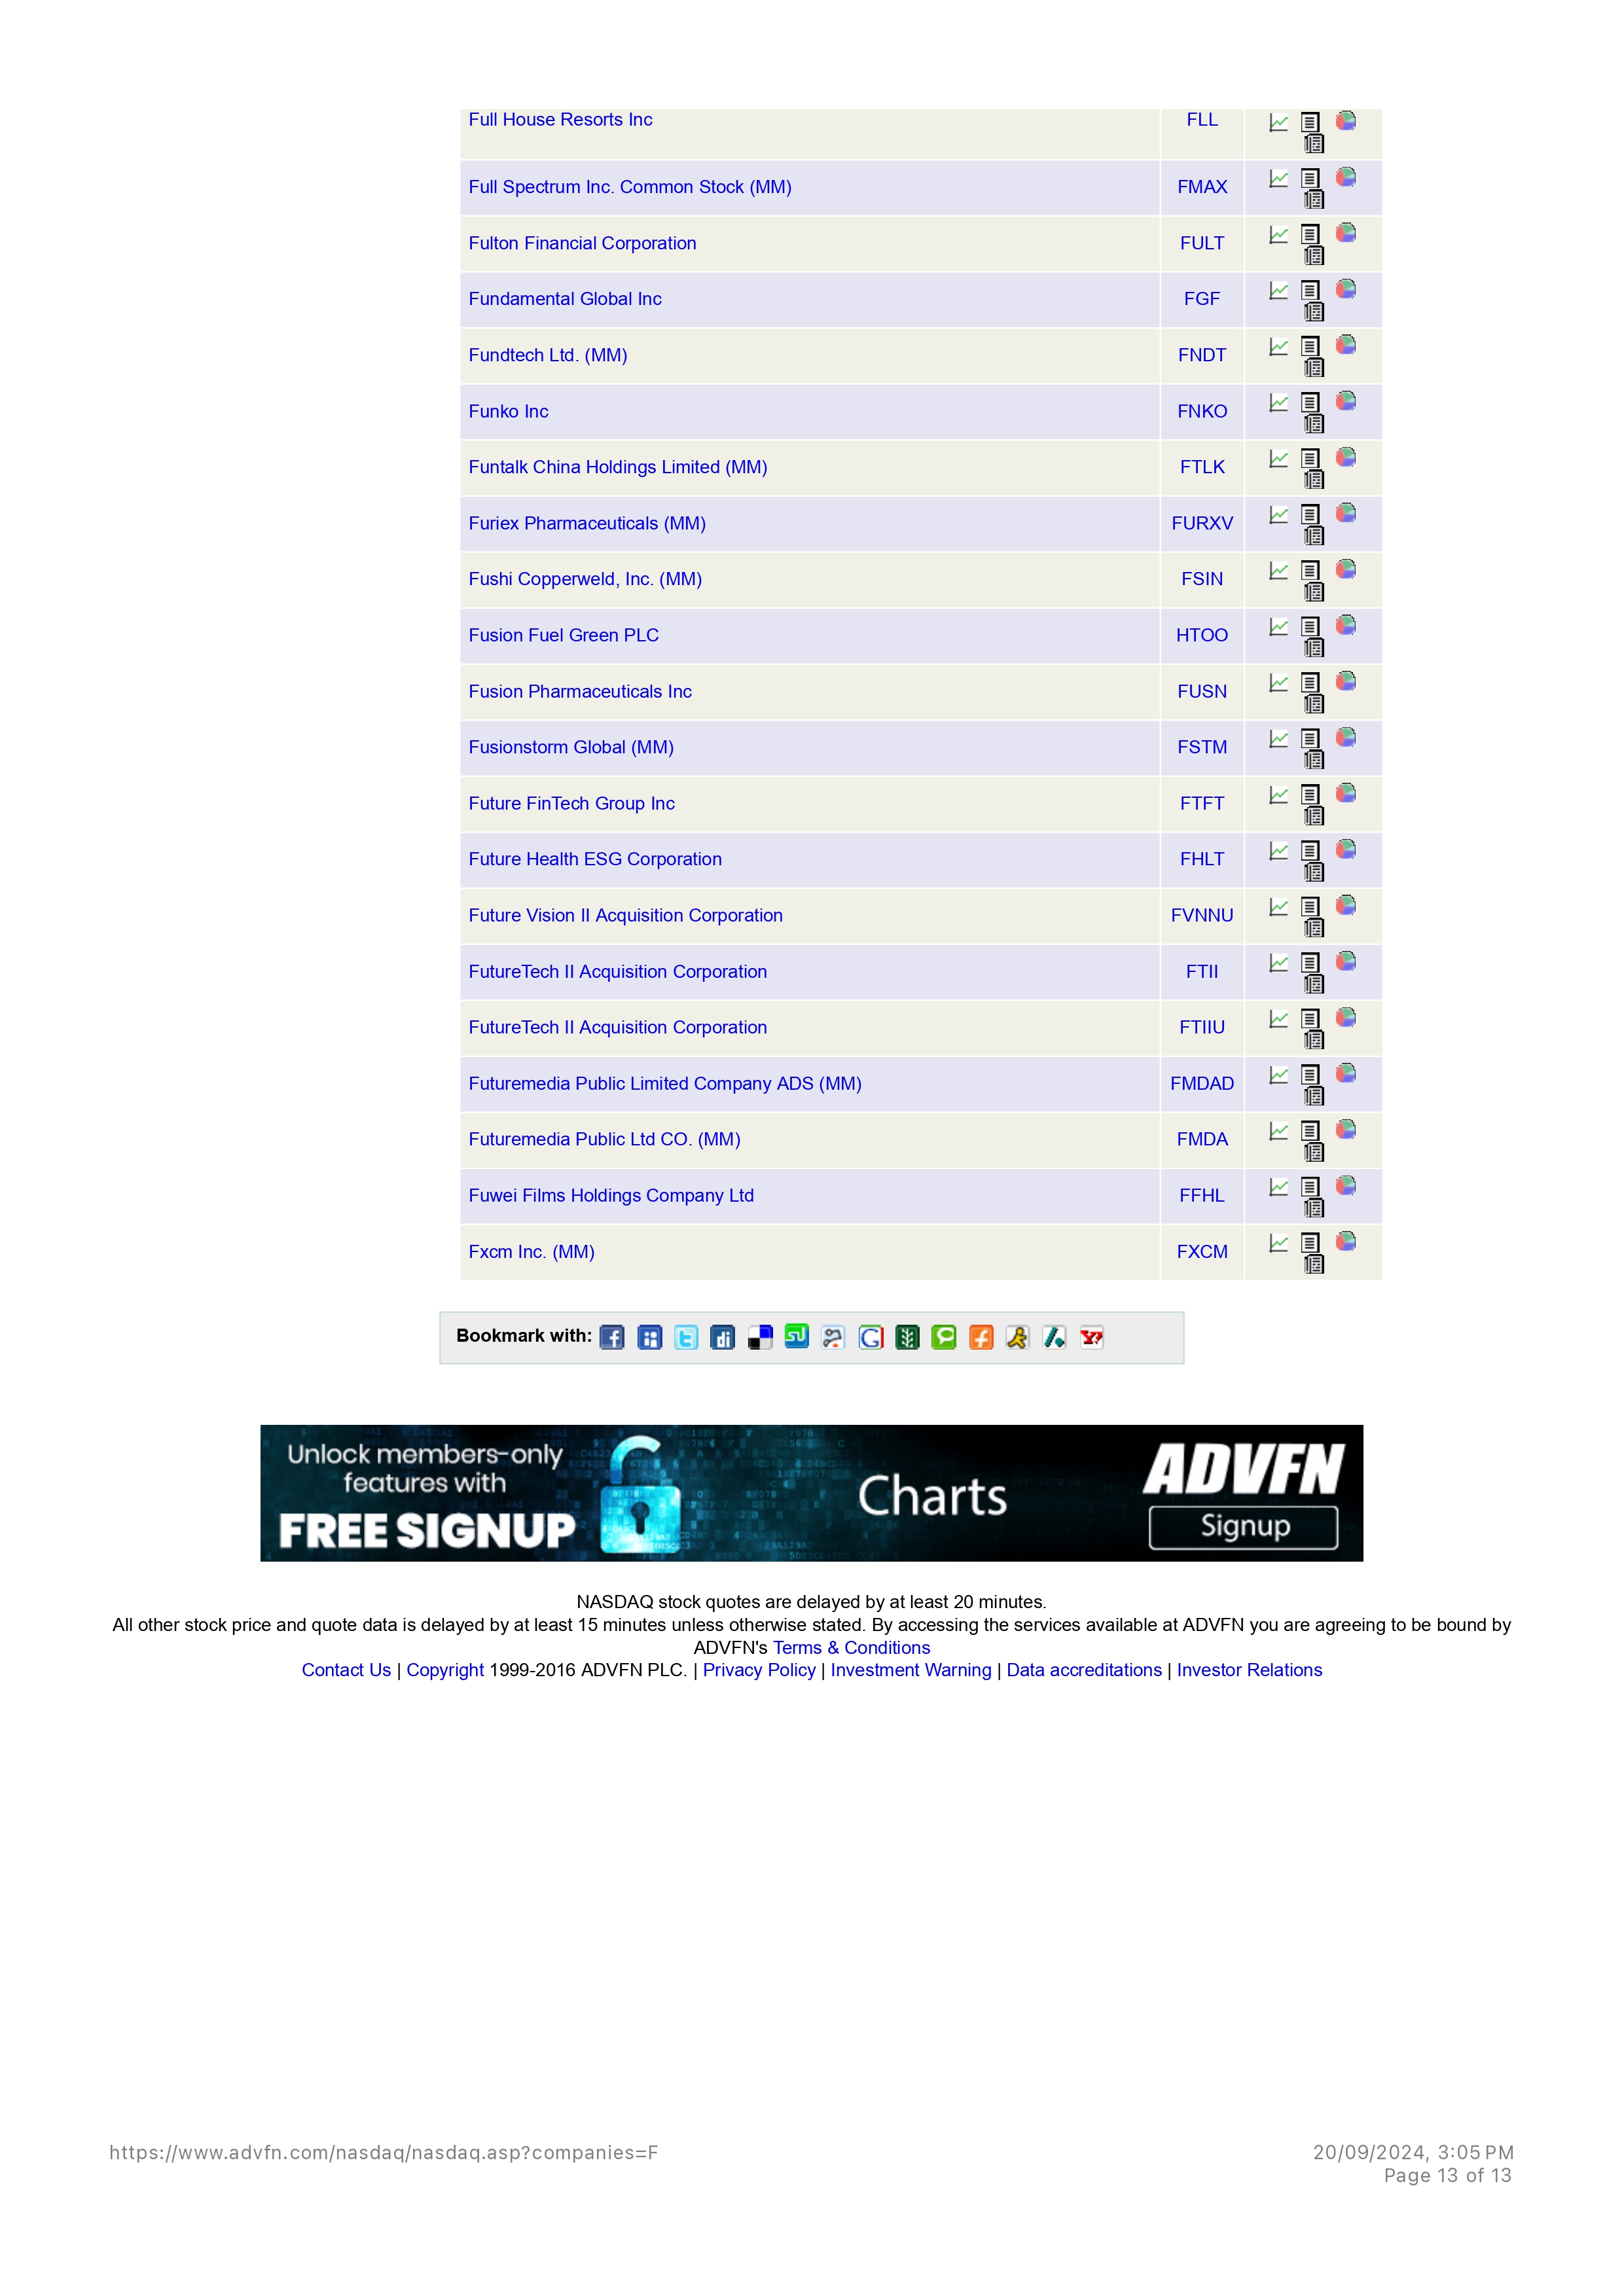 Full House Resorts Inc FLL
Full Spectrum Inc. Common Stock (MM) FMAX
Fulton Financial Corporation FULT
Fundamental Global Inc FGF
Fundtech Ltd. (MM) FNDT
Funko Inc FNKO
Funtalk China Holdings Limited (MM) FTLK
Furiex Pharmaceuticals (MM) FURXV
Fushi Copperweld, Inc. (MM) FSIN
Fusion Fuel Green PLC HTOO
Fusion Pharmaceuticals Inc FUSN
Fusionstorm Global (MM) FSTM
Future FinTech Group Inc FTFT
Future Health ESG Corporation FHLT
Future Vision II Acquisition Corporation FVNNU
FutureTech II Acquisition Corporation FTII
FutureTech II Acquisition Corporation FTIIU
Futuremedia Public Limited Company ADS (MM) FMDAD
Futuremedia Public Ltd CO. (MM) FMDA
Fuwei Films Holdings Company Ltd FFHL
Fxcm Inc. (MM) FXCM
Bookmark with:
Unlock members-only
features with
FREE SIGNUP
Charts
ADVFN
Signup
NASDAQ stock quotes are delayed by at least 20 minutes.
All other stock price and quote data is delayed by at least 15 minutes unless otherwise stated. By accessing the services available at ADVFN you are agreeing to be bound by
ADVFN's Terms & Conditions
Contact Us | Copyright 1999-2016 ADVFN PLC. | Privacy Policy | Investment Warning | Data accreditations | Investor Relations
https://www.advfn.com/nasdaq/nasdaq.asp?companies=F
20/09/2024, 3:05 PM
Page 13 of 13